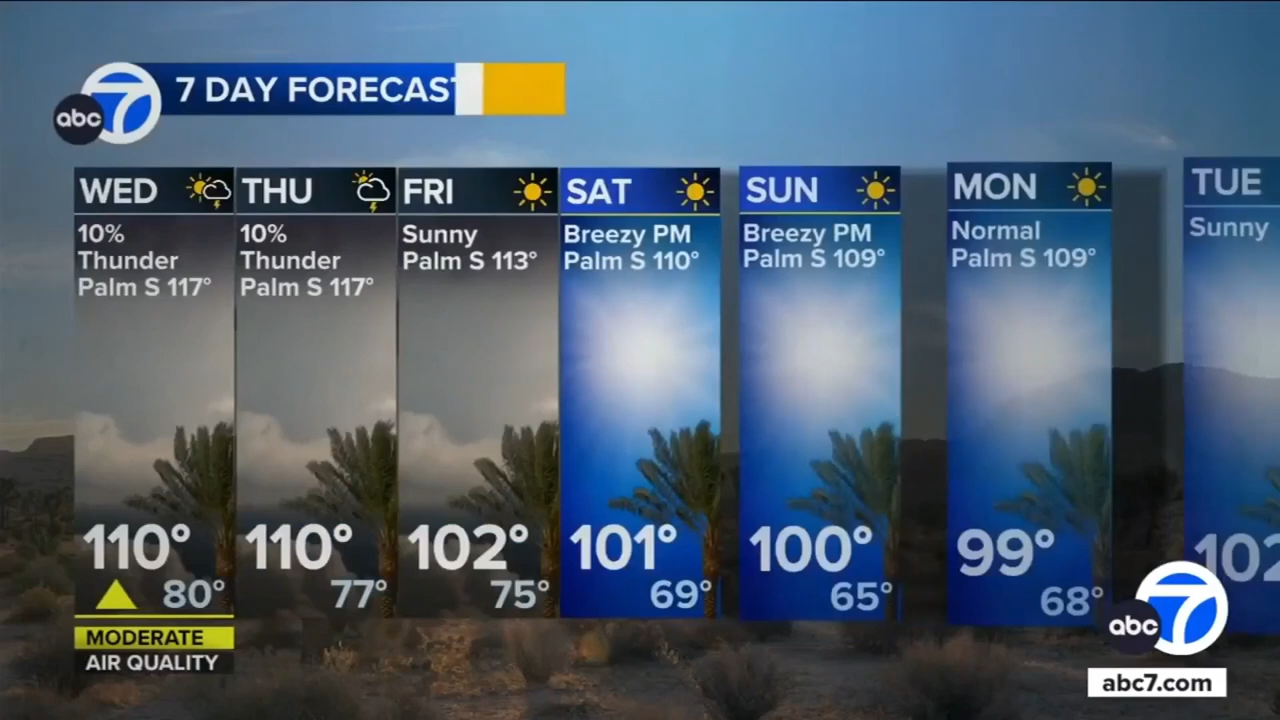 abc 7
7 DAY FORECAST
WED
10%
Thunder
Palm S 117°
110°
80°
MODERATE
AIR QUALITY
THU
10%
Thunder
Palm S 117°
110°
77°
FRI
Sunny
Palm S 113°
102°
75°
SAT
Breezy PM
Palm S 110°
101°
69°
SUN
Breezy PM
Palm S 109°
100°
65°
MON
Normal
Palm S 109°
99°
68°
TUE
Sunny
102
abc 7
abc7.com